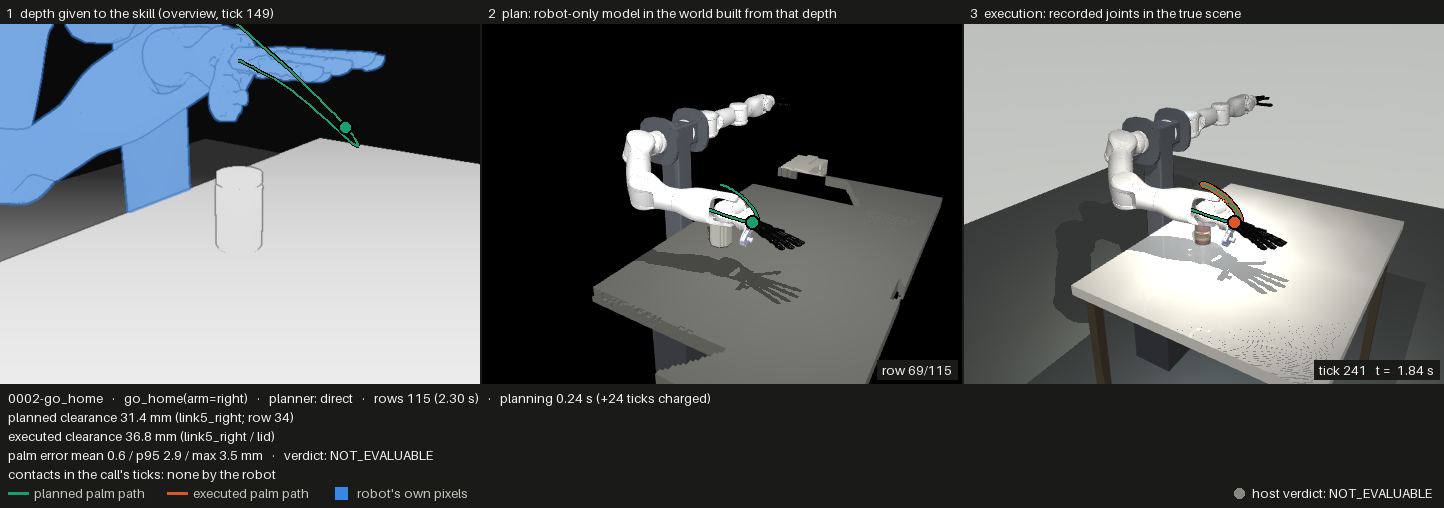 1 depth given to the skill (overview, tick 149)
2 plan: robot-only model in the world built from that depth
3 execution: recorded joints in the true scene
row 69/115
tick 241 t = 1.84 s
0002-go_home · go_home(arm=right) · planner: direct · rows 115 (2.30 s) · planning 0.24 s (+24 ticks charged)
planned clearance 31.4 mm (link5_right; row 34)
executed clearance 36.8 mm (link5_right / lid)
palm error mean 0.6 / p95 2.9 / max 3.5 mm · verdict: NOT_EVALUABLE
contacts in the call's ticks: none by the robot
planned palm path
executed palm path
robot's own pixels
host verdict: NOT_EVALUABLE